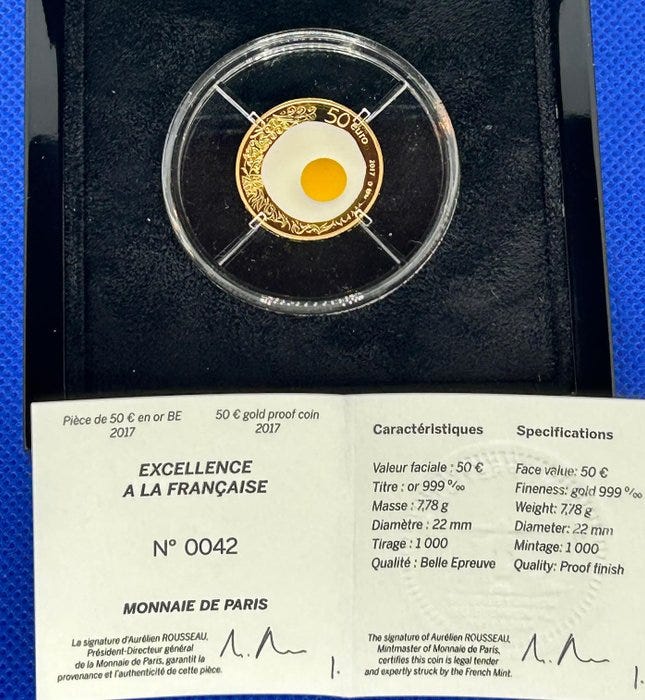 50 euro
2017
Pièce de 50 € en or BE
2017
50 € gold proof coin
2017
EXCELLENCE
A LA FRANÇAISE
N° 0042
MONNAIE DE PARIS
La signature d'Aurélien ROUSSEAU,
Président-Directeur général
de la Monnaie de Paris, garantit la
provenance et l'authenticité de cette pièce.
1.
Caractéristiques
Valeur faciale : 50 €
Titre : or 999 ‰
Masse : 7,78 g
Diamètre : 22 mm
Tirage : 1 000
Qualité : Belle Epreuve
Specifications
Face value: 50 €
Fineness: gold 999 ‰
Weight: 7,78 g
Diameter: 22 mm
Mintage: 1 000
Quality: Proof finish
The signature of Aurélien ROUSSEAU,
Mintmaster of Monnaie de Paris,
certifies this coin is legal tender
and expertly struck by the French Mint.
1.